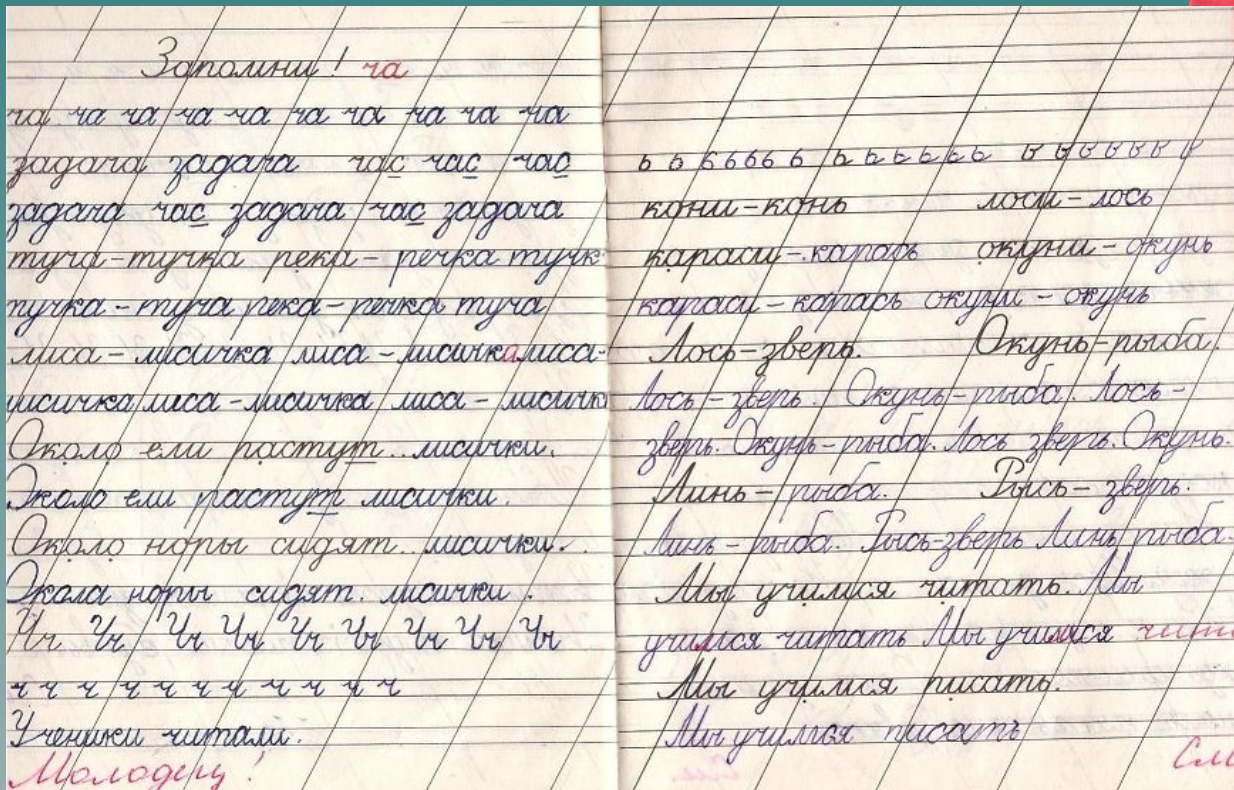 Запомни! ча
ча ча ча ча ча ча ча ча ча ча
задача задача час час час
задача час задача час задача
туча-тучка река-речка тучк
тучка-туча река-речка туча
лиса-лисичка лиса-лисичка лиса-
лисичка лиса-лисичка лиса-лисичк
Около ели растут лисички.
Около ели растут лисички.
Около норы сидят лисички.
Окола норы сидят. лисички.
Чч Чч Чч Чч Чч Чч Чч Чч Чч
ч ч ч ч ч ч ч ч ч ч ч ч
Ученики читали.
Молодец!
ь ь ь ь ь ь ь ь ь ь ь ь ь ь ь ь ь ь ь ь
кони-конь лоси-лось
караси-карась окуни-окунь
караси-карась окуни-окунь
Лось-зверь. Окунь-рыба.
Лось-зверь. Окунь-рыба. Лось-
зверь. Окунь-рыба. Лось зверь. Окунь.
Линь-рыба. Рысь-зверь.
Линь-рыба. Рысь-зверь Линь рыба.
Мы учимся читать. Мы
учимся читать Мы учимся чита
Мы учимся писать.
Мы учимся писать
См